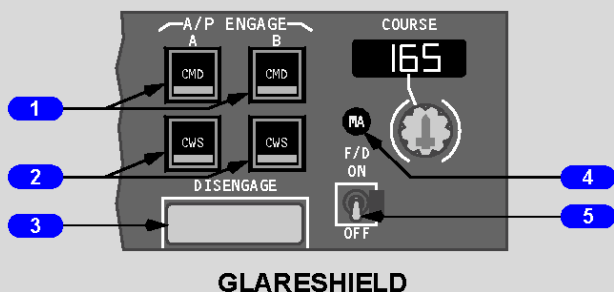 A/P ENGAGE
A B
COURSE
165
CMD CMD
1
MA
CWS CWS
F/D
ON
2
4
DISENGAGE
3
5
OFF
GLARESHIELD